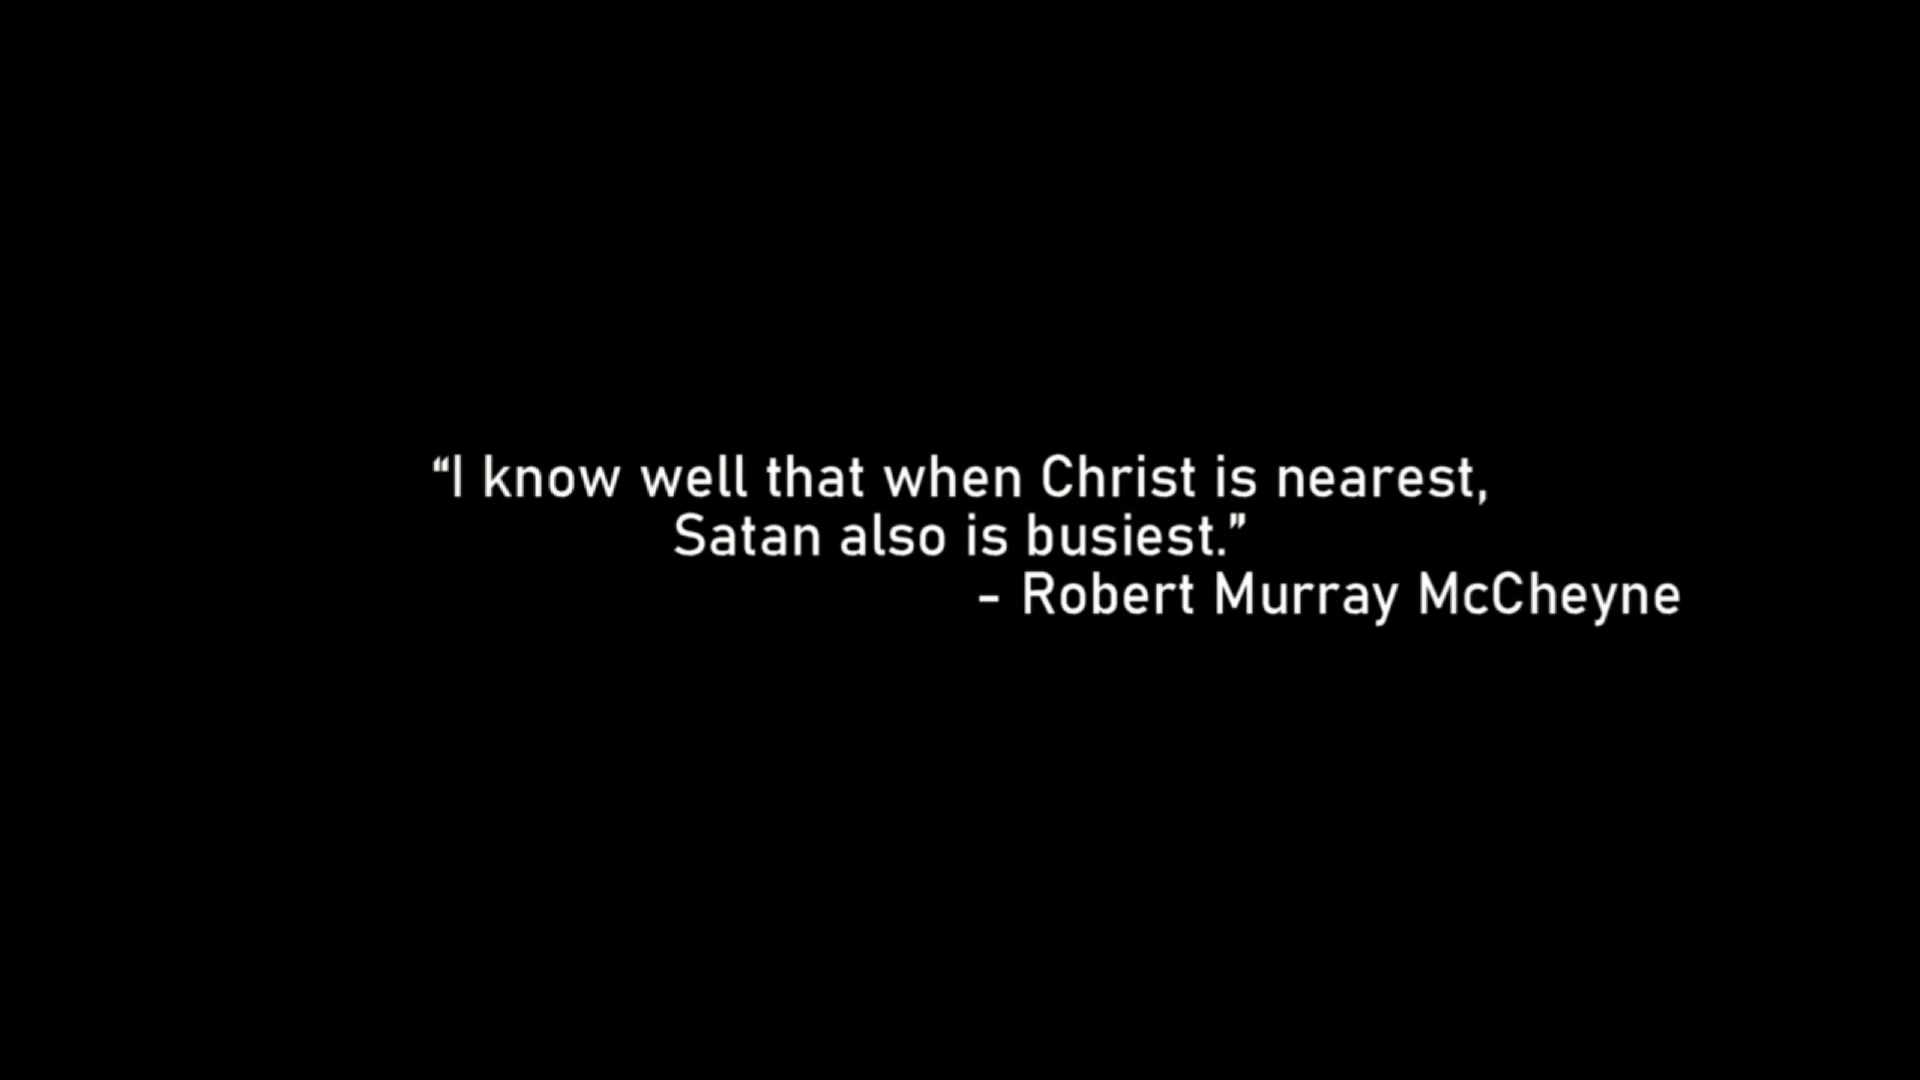 “I know well that when Christ is nearest,
Satan also is busiest.”
- Robert Murray McCheyne